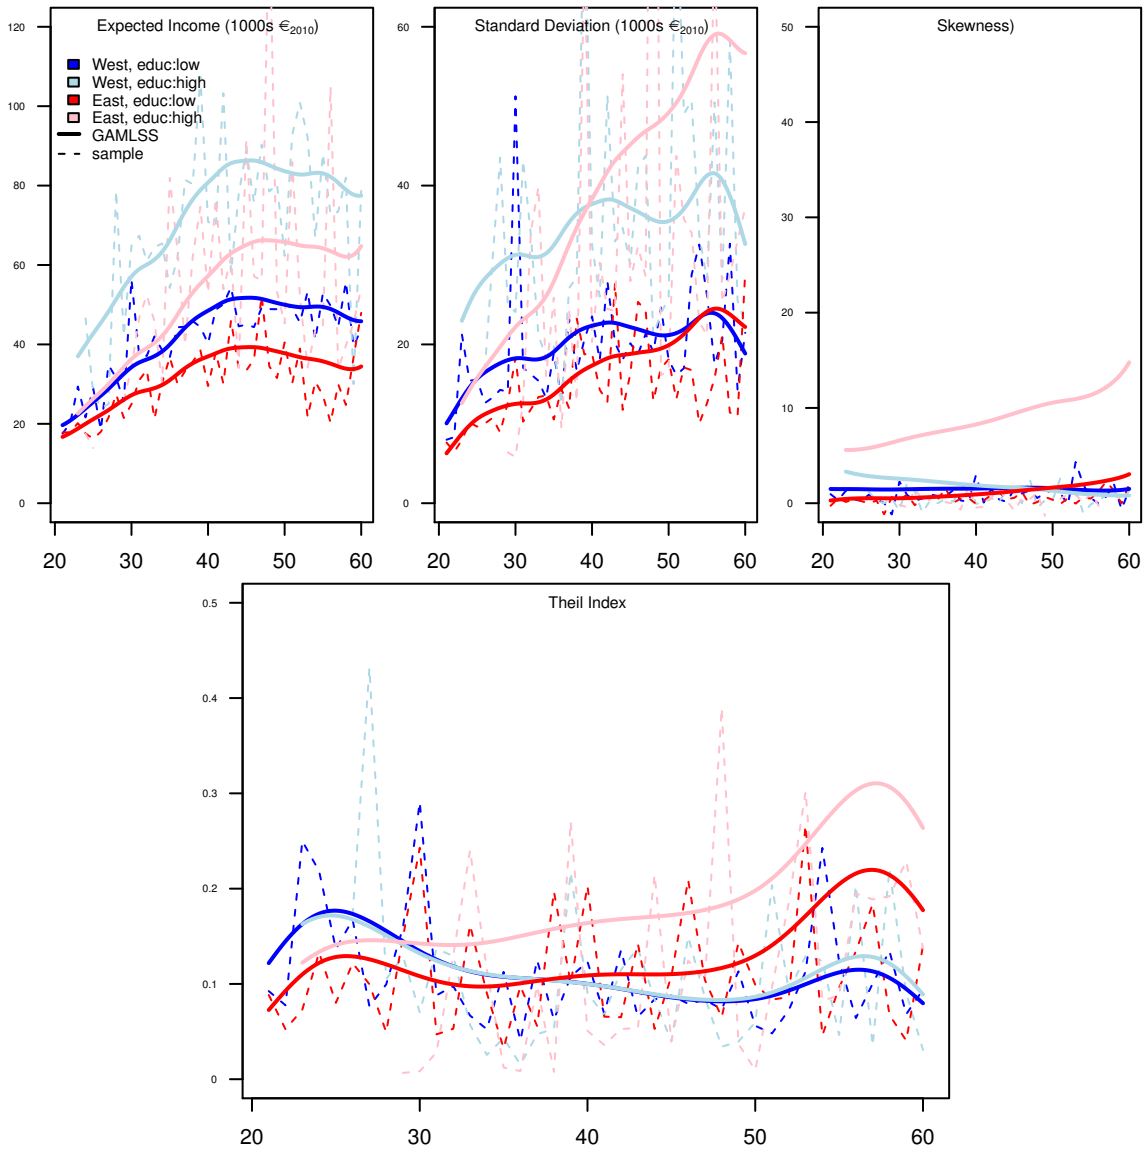 Expected Income (1000s €2010)
120
100
80
60
40
20
0
West, educ:low
West, educ:high
East, educ:low
East, educ:high
GAMLSS
sample
20 30 40 50 60
Standard Deviation (1000s €2010)
60
40
20
0
20 30 40 50 60
Skewness)
50
40
30
20
10
0
20 30 40 50 60
Theil Index
0.5
0.4
0.3
0.2
0.1
0
20 30 40 50 60